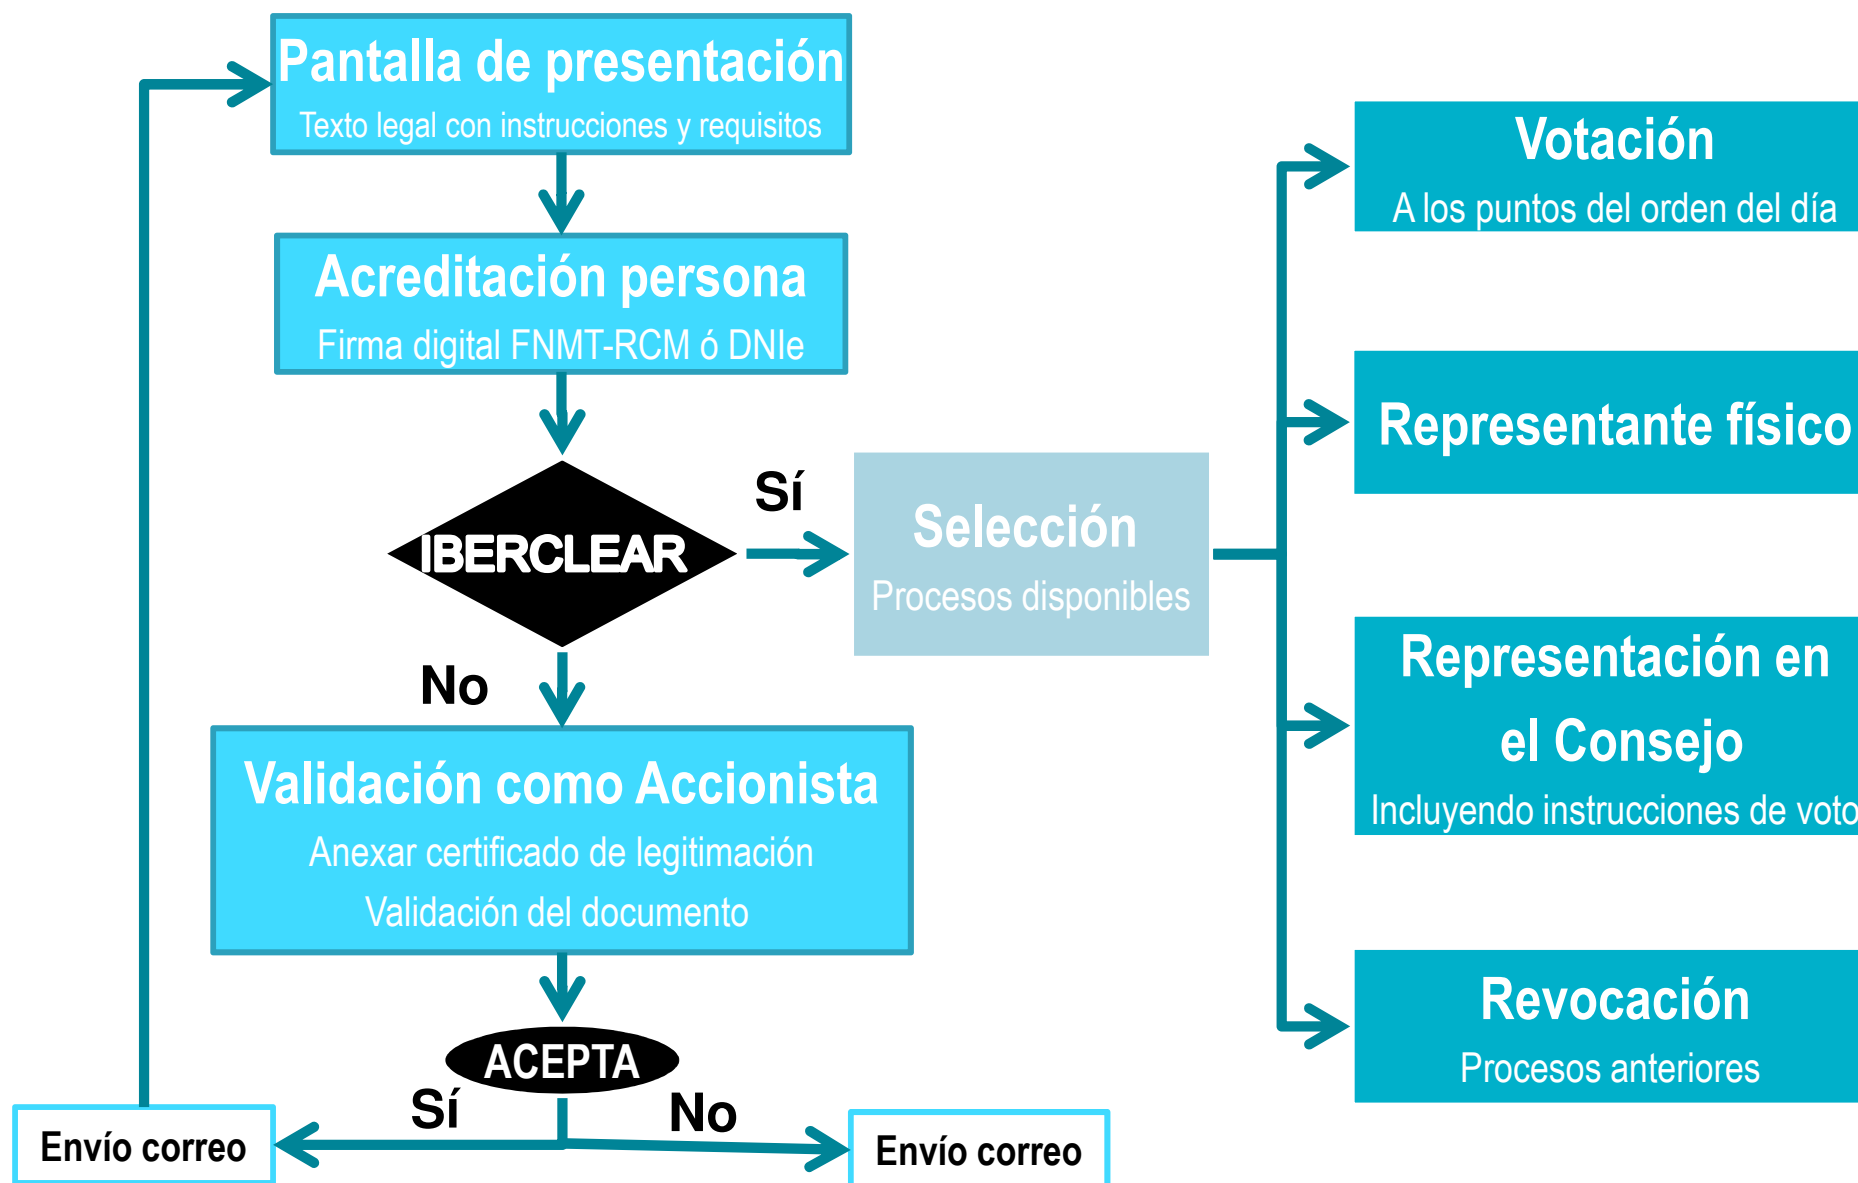 Pantalla de presentación
Texto legal con instrucciones y requisitos
Acreditación persona
Firma digital FNMT-RCM ó DNIe
IBERCLEAR
Sí
Selección
Procesos disponibles
No
Validación como Accionista
Anexar certificado de legitimación
Validación del documento
ACEPTA
Sí
No
Envío correo
Envío correo
Votación
A los puntos del orden del día
Representante físico
Representación en
el Consejo
Incluyendo instrucciones de voto
Revocación
Procesos anteriores